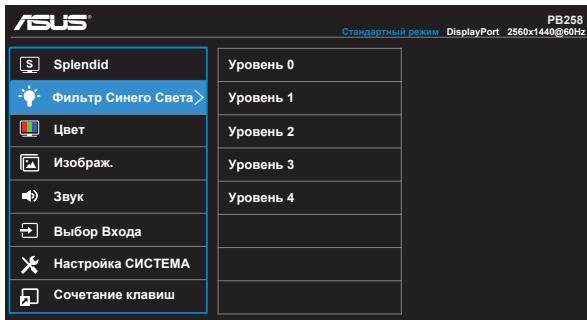 ASUS
PB258
Стандартный режим DisplayPort 2560x1440@60Hz
S Splendid
Фильтр Синего Света
Цвет
Изображ.
Звук
Выбор Входа
Настройка СИСТЕМА
Сочетание клавиш
Уровень 0
Уровень 1
Уровень 2
Уровень 3
Уровень 4